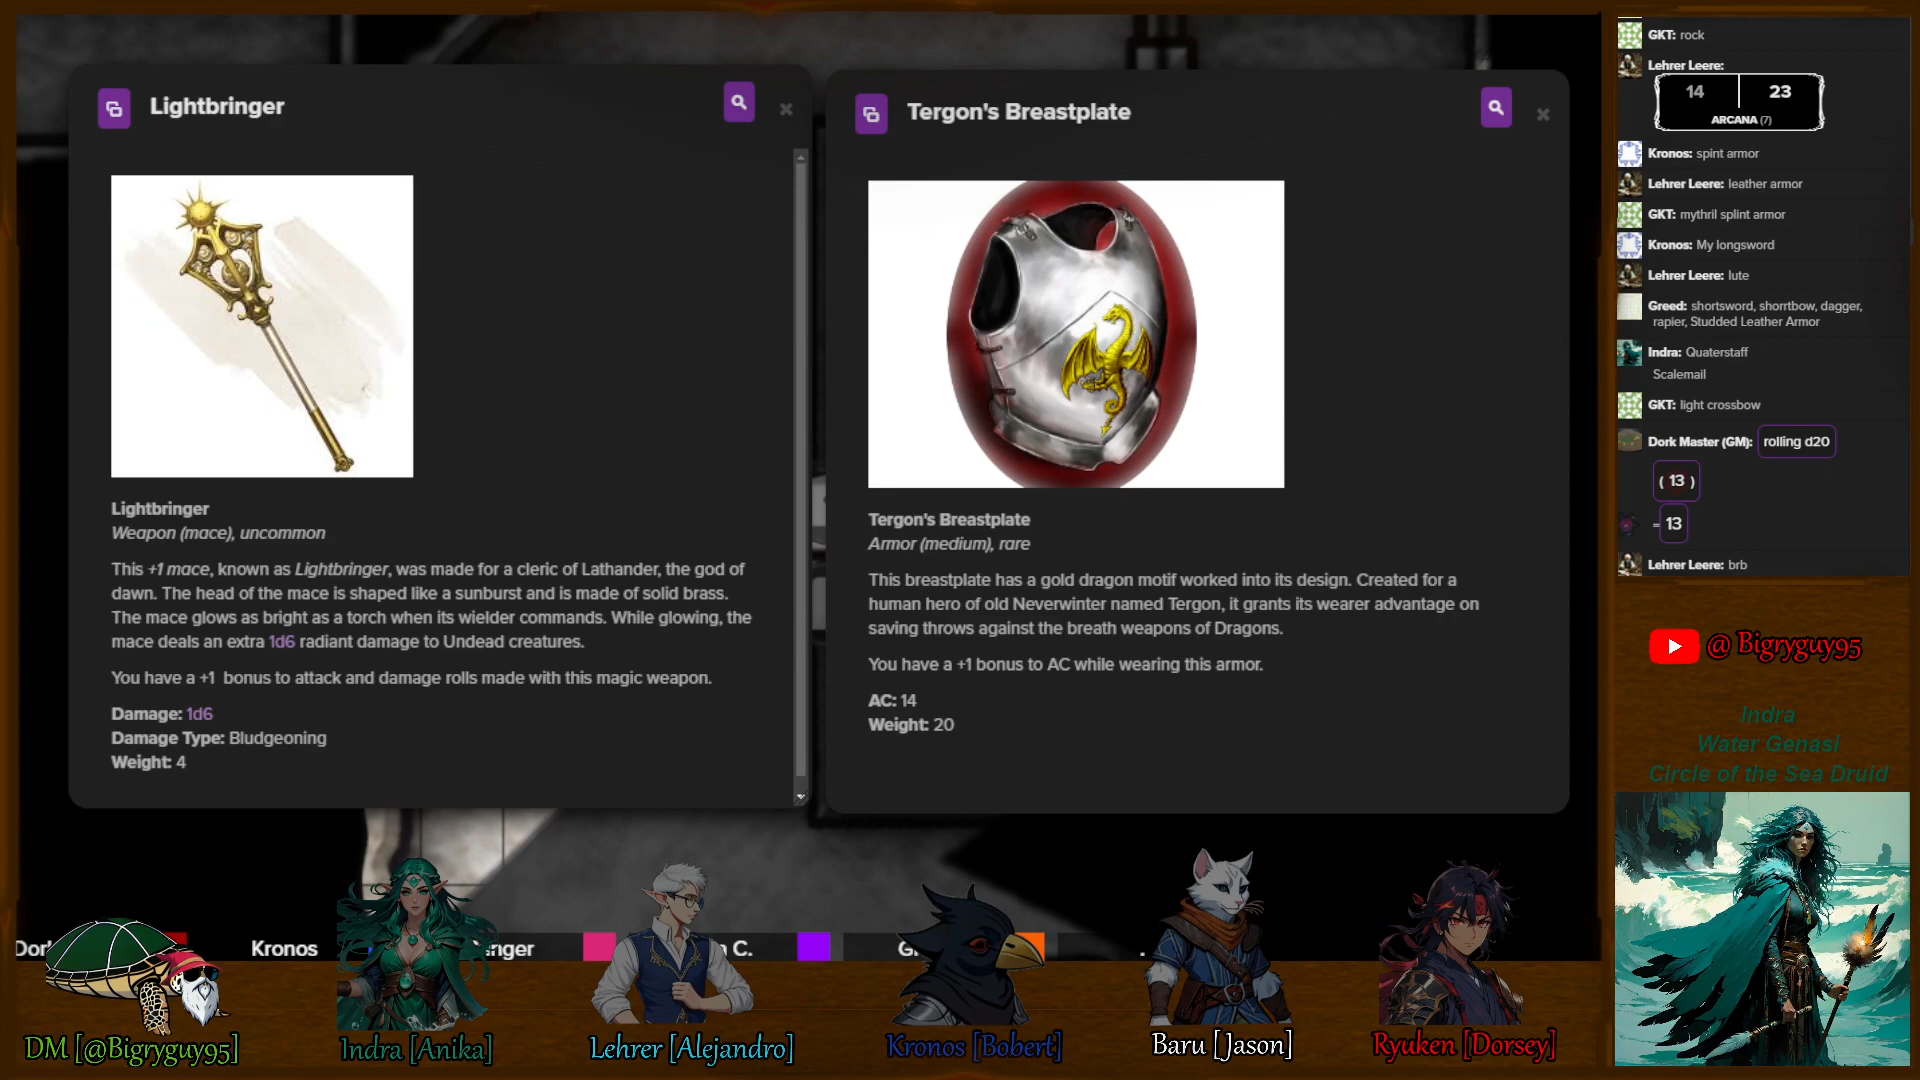 Lightbringer
Lightbringer
Weapon (mace), uncommon
This +1 mace, known as Lightbringer, was made for a cleric of Lathander, the god of
dawn. The head of the mace is shaped like a sunburst and is made of solid brass.
The mace glows as bright as a torch when its wielder commands. While glowing, the
mace deals an extra 1d6 radiant damage to Undead creatures.
You have a +1 bonus to attack and damage rolls made with this magic weapon.
Damage: 1d6
Damage Type: Bludgeoning
Weight: 4
Tergon's Breastplate
Tergon's Breastplate
Armor (medium), rare
This breastplate has a gold dragon motif worked into its design. Created for a
human hero of old Neverwinter named Tergon, it grants its wearer advantage on
saving throws against the breath weapons of Dragons.
You have a +1 bonus to AC while wearing this armor.
AC: 14
Weight: 20
GKT: rock
Lehrer Leere:
14 23
ARCANA (7)
Kronos: spint armor
Lehrer Leere: leather armor
GKT: mythril splint armor
Kronos: My longsword
Lehrer Leere: lute
Greed: shortsword, shorrtbow, dagger,
rapier, Studded Leather Armor
Indra: Quaterstaff
Scalemail
GKT: light crossbow
Dork Master (GM): rolling d20
( 13 )
= 13
Lehrer Leere: brb
@ Bigryguy95
Indra
Water Genasi
Circle of the Sea Druid
Kronos
C.
DM [@Bigryguy95]
Indra [Anika]
Lehrer [Alejandro]
Kronos [Bobert]
Baru [Jason]
Ryuken [Dorsey]